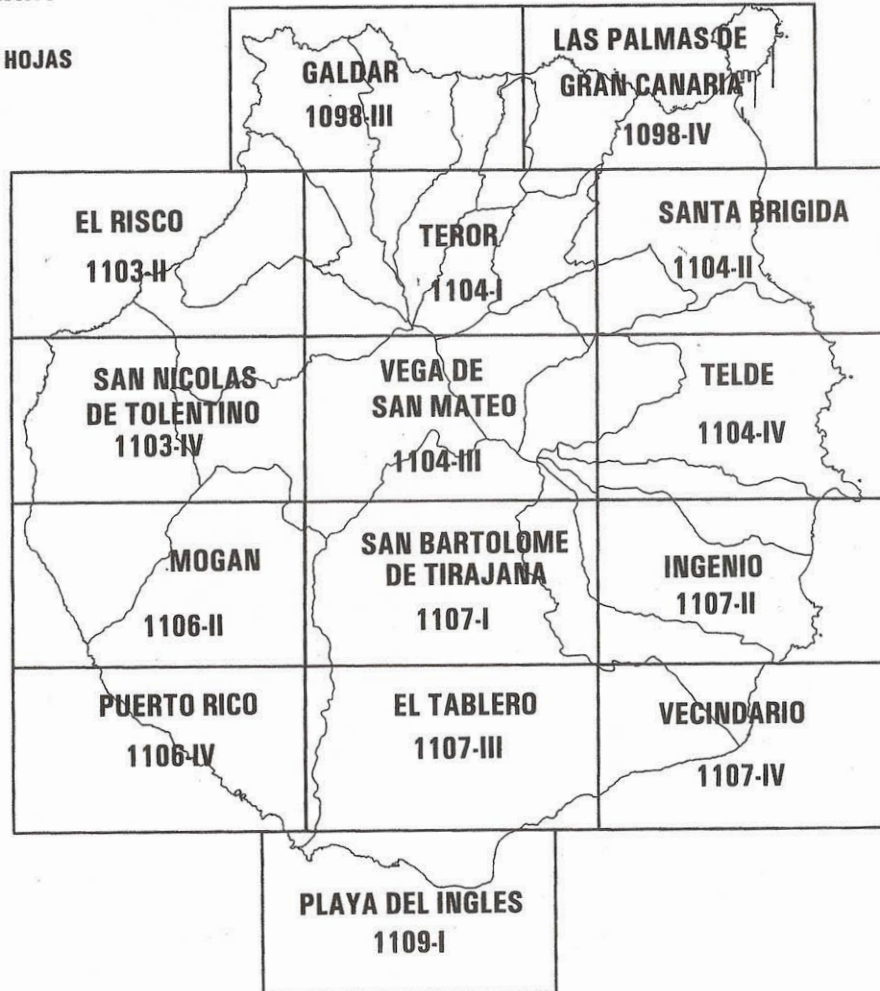 HOJAS
GALDAR
1098-III
LAS PALMAS DE
GRAN CANARIA
1098-IV
EL RISCO
1103-II
TEROR
1104-I
SANTA BRIGIDA
1104-II
SAN NICOLAS
DE TOLENTINO
1103-IV
VEGA DE
SAN MATEO
1104-III
TELDE
1104-IV
MOGAN
1106-II
SAN BARTOLOME
DE TIRAJANA
1107-I
INGENIO
1107-II
PUERTO RICO
1106-IV
EL TABLERO
1107-III
VECINDARIO
1107-IV
PLAYA DEL INGLES
1109-I